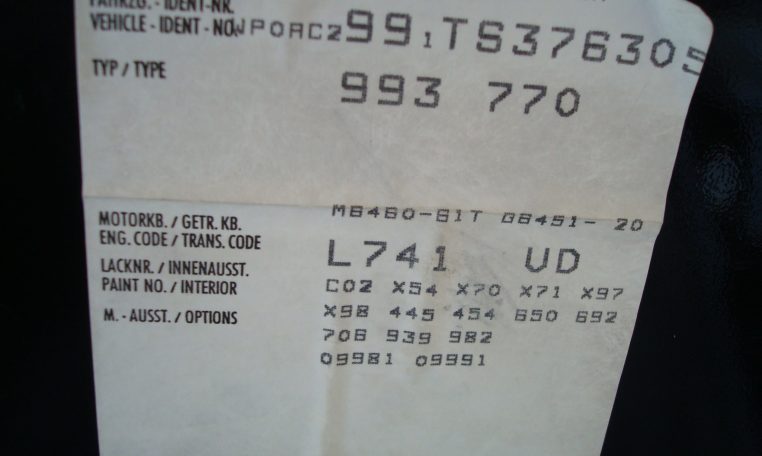 FAHRZG. - IDENT-NR.
VEHICLE - IDENT - NO. WPOAC299 1TS376305
TYP / TYPE 993 770
MOTORKB. / GETR. KB. M6460-61T G6451- 20
ENG. CODE / TRANS. CODE
LACKNR. / INNENAUSST. L741 UD
PAINT NO. / INTERIOR
M. - AUSST. / OPTIONS C02 X54 X70 X71 X97
X98 445 454 650 692
706 939 982
09981 09991